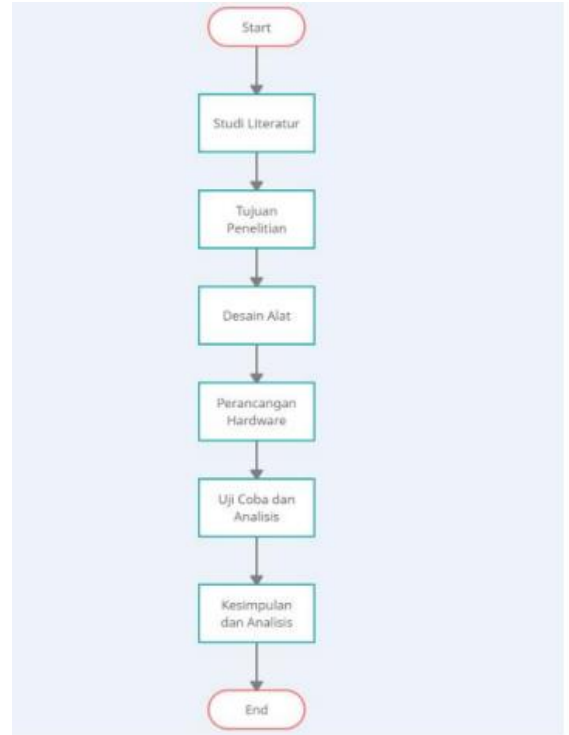 Start
Studi LIteratur
Tujuan
Penelitian
Desain Alat
Perancangan
Hardware
Uji Coba dan
Analisis
Kesimpulan
dan Analisis
End